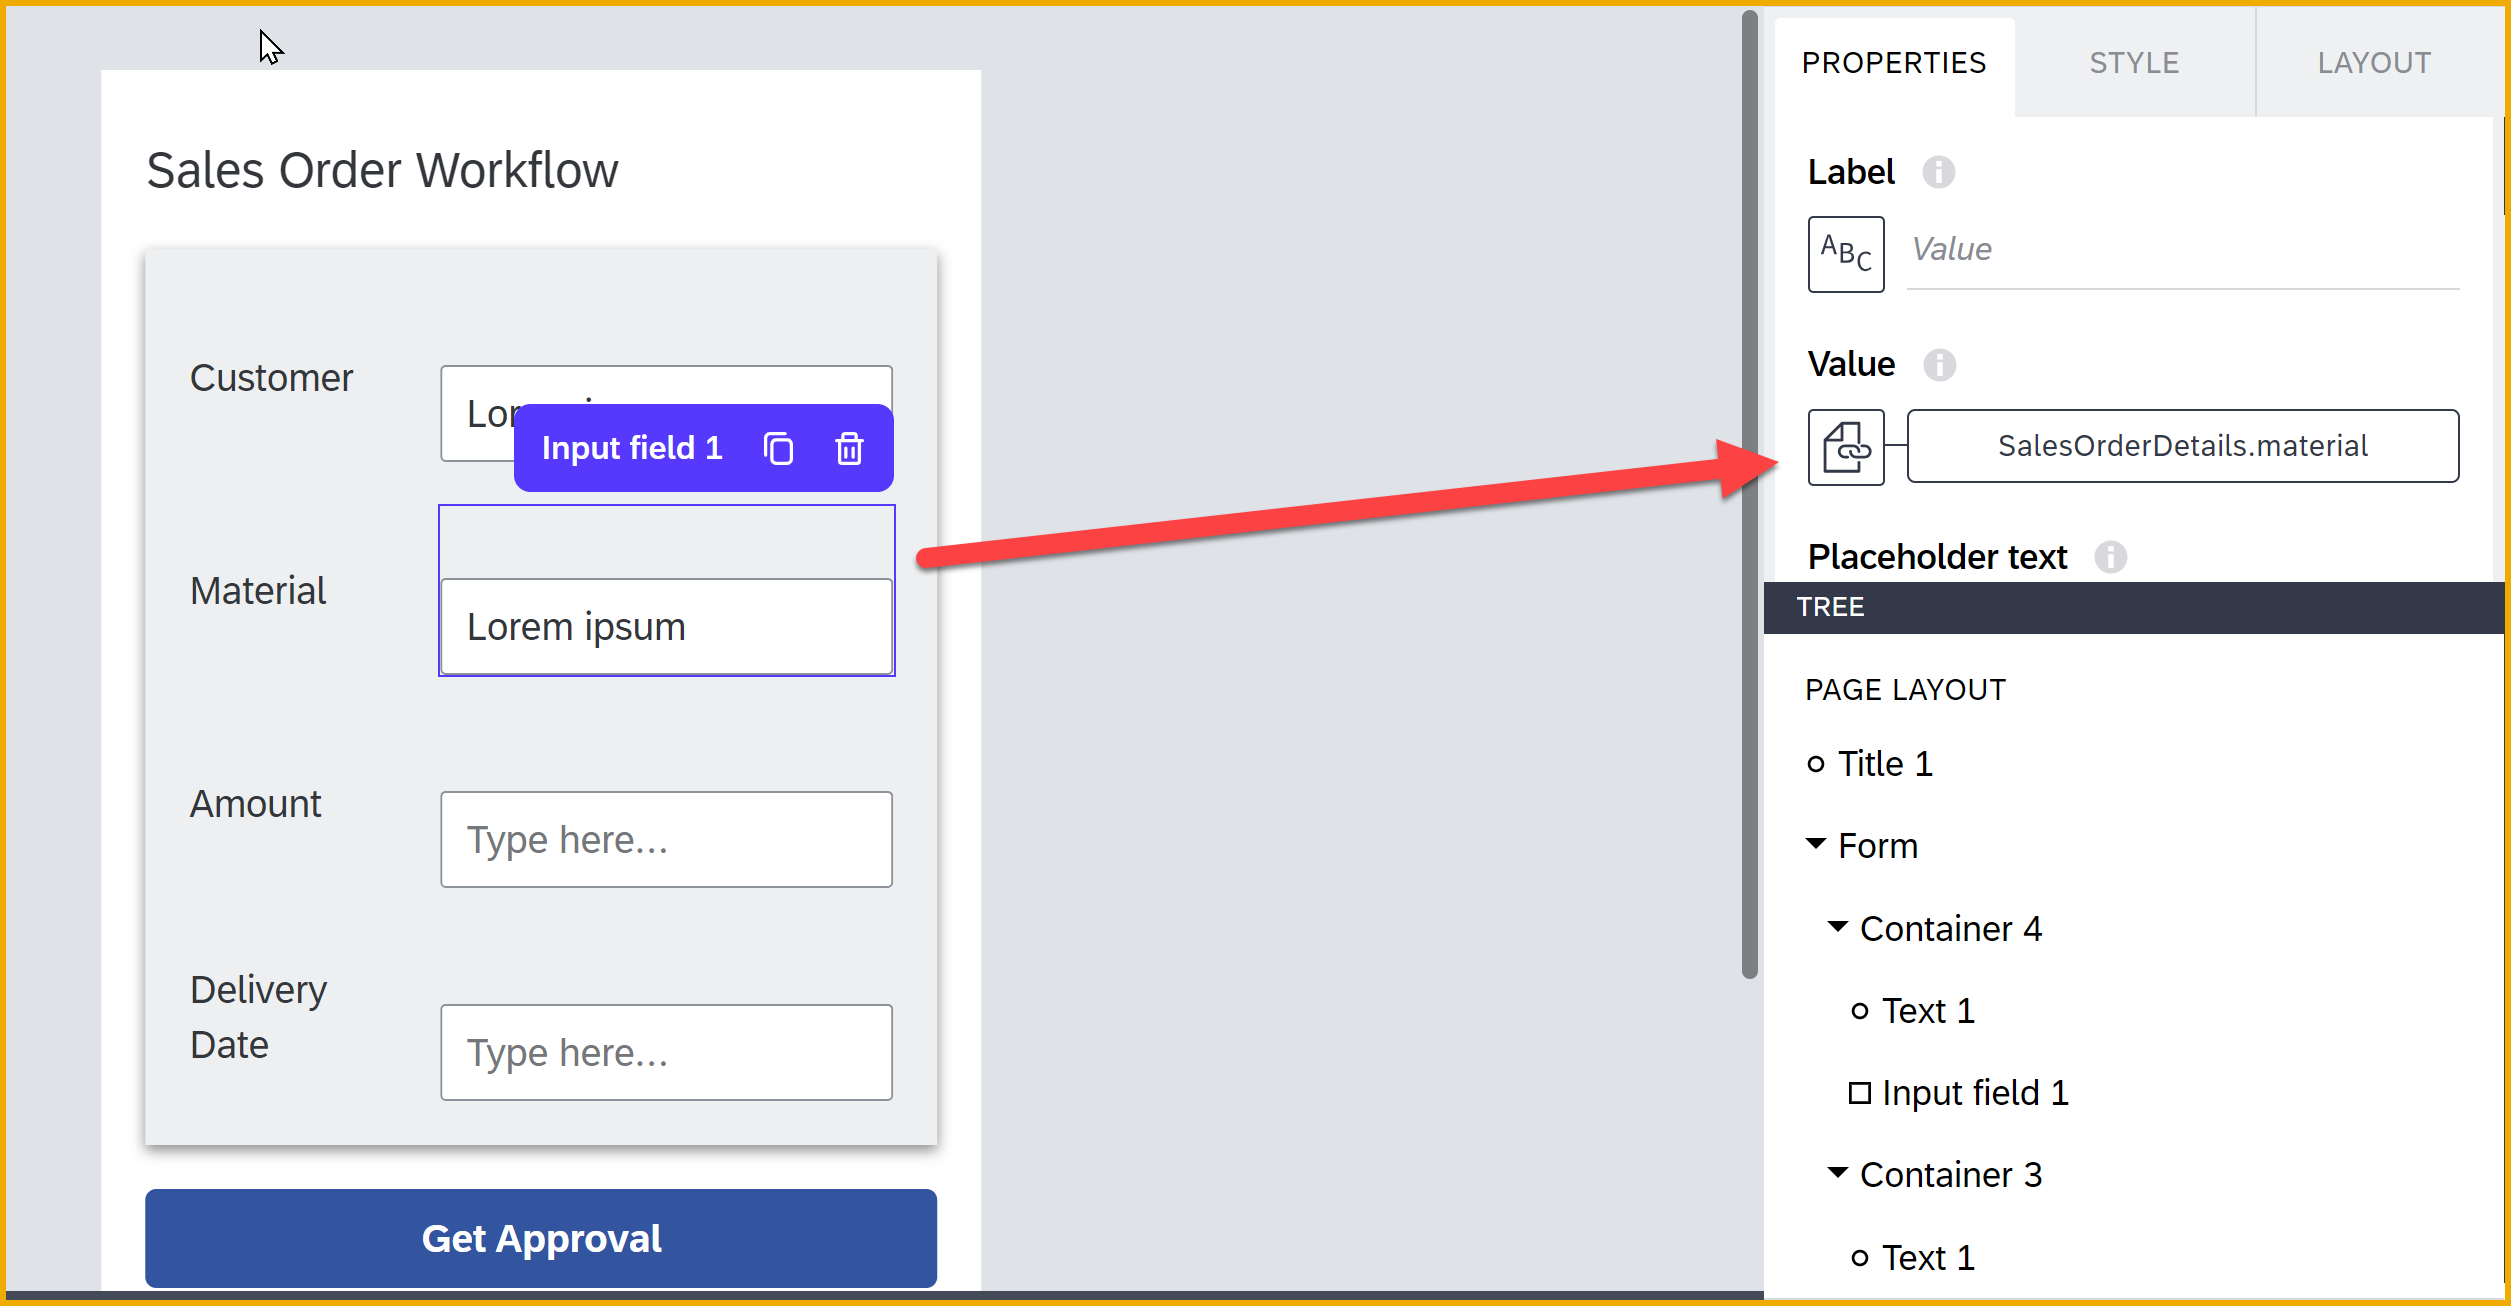 Sales Order Workflow
Customer
Input field 1
Material
Lorem ipsum
Amount
Type here...
Delivery
Date
Type here...
Get Approval
PROPERTIES
STYLE
LAYOUT
Label
ABC
Value
Value
SalesOrderDetails.material
Placeholder text
TREE
PAGE LAYOUT
Title 1
Form
Container 4
Text 1
Input field 1
Container 3
Text 1